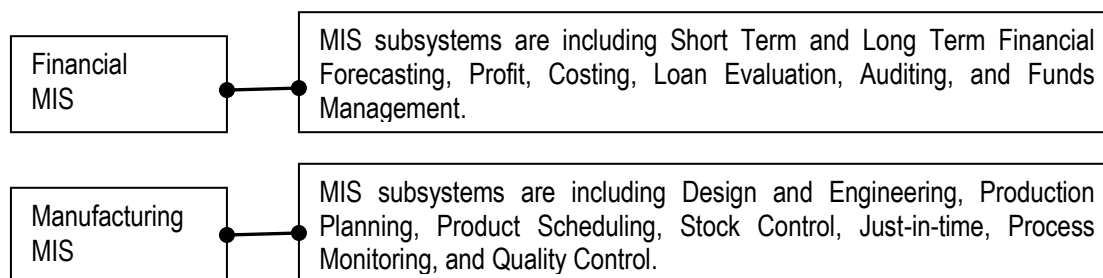 Financial
MIS
MIS subsystems are including Short Term and Long Term Financial
Forecasting, Profit, Costing, Loan Evaluation, Auditing, and Funds
Management.
Manufacturing
MIS
MIS subsystems are including Design and Engineering, Production
Planning, Product Scheduling, Stock Control, Just-in-time, Process
Monitoring, and Quality Control.